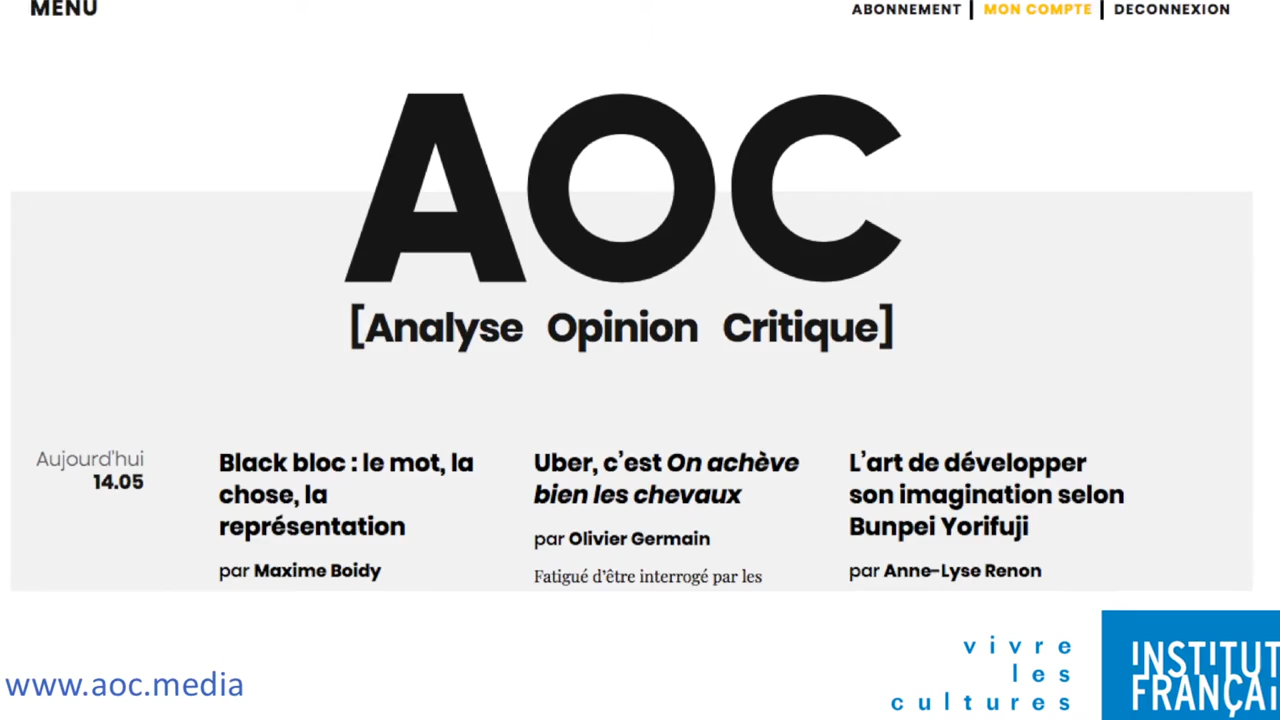 MENU
ABONNEMENT | MON COMPTE | DECONNEXION
AOC
[Analyse Opinion Critique]
Aujourd'hui
14.05
Black bloc : le mot, la
chose, la
représentation
par Maxime Boidy
Uber, c’est On achève
bien les chevaux
par Olivier Germain
Fatigué d’être interrogé par les
L’art de développer
son imagination selon
Bunpei Yorifuji
par Anne-Lyse Renon
www.aoc.media
vivre
les
cultures
INSTITUT
FRANÇAI